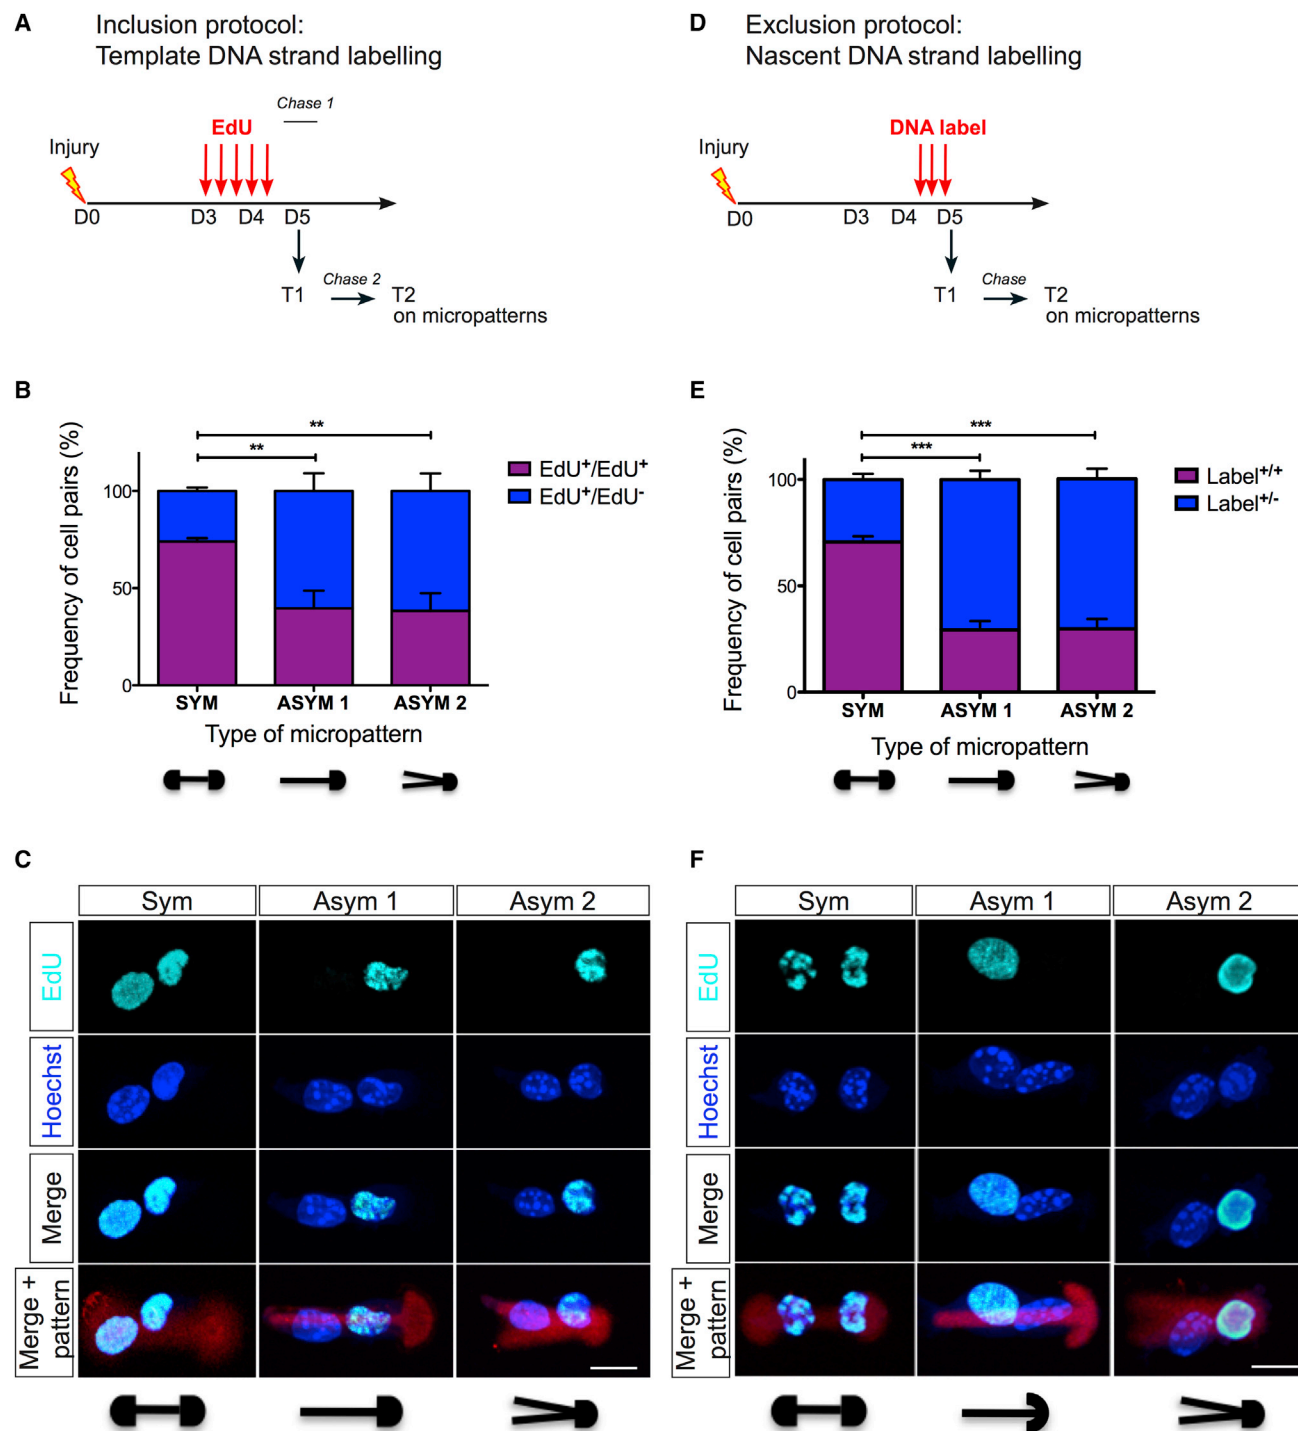 A
Inclusion protocol:
Template DNA strand labelling
Chase 1
EdU
Injury
D0
D3
D4
D5
T1
Chase 2
T2
on micropatterns
D
Exclusion protocol:
Nascent DNA strand labelling
DNA label
Injury
D0
D3
D4
D5
T1
Chase
T2
on micropatterns
B
Frequency of cell pairs (%)
100
50
0
**
**
EdU+/EdU+
EdU+/EdU-
SYM
ASYM 1
ASYM 2
Type of micropattern
E
Frequency of cell pairs (%)
100
50
0
***
***
Label+/+
Label+/-
SYM
ASYM 1
ASYM 2
Type of micropattern
C
Sym
Asym 1
Asym 2
EdU
Hoechst
Merge
Merge +
pattern
F
Sym
Asym 1
Asym 2
EdU
Hoechst
Merge
Merge +
pattern